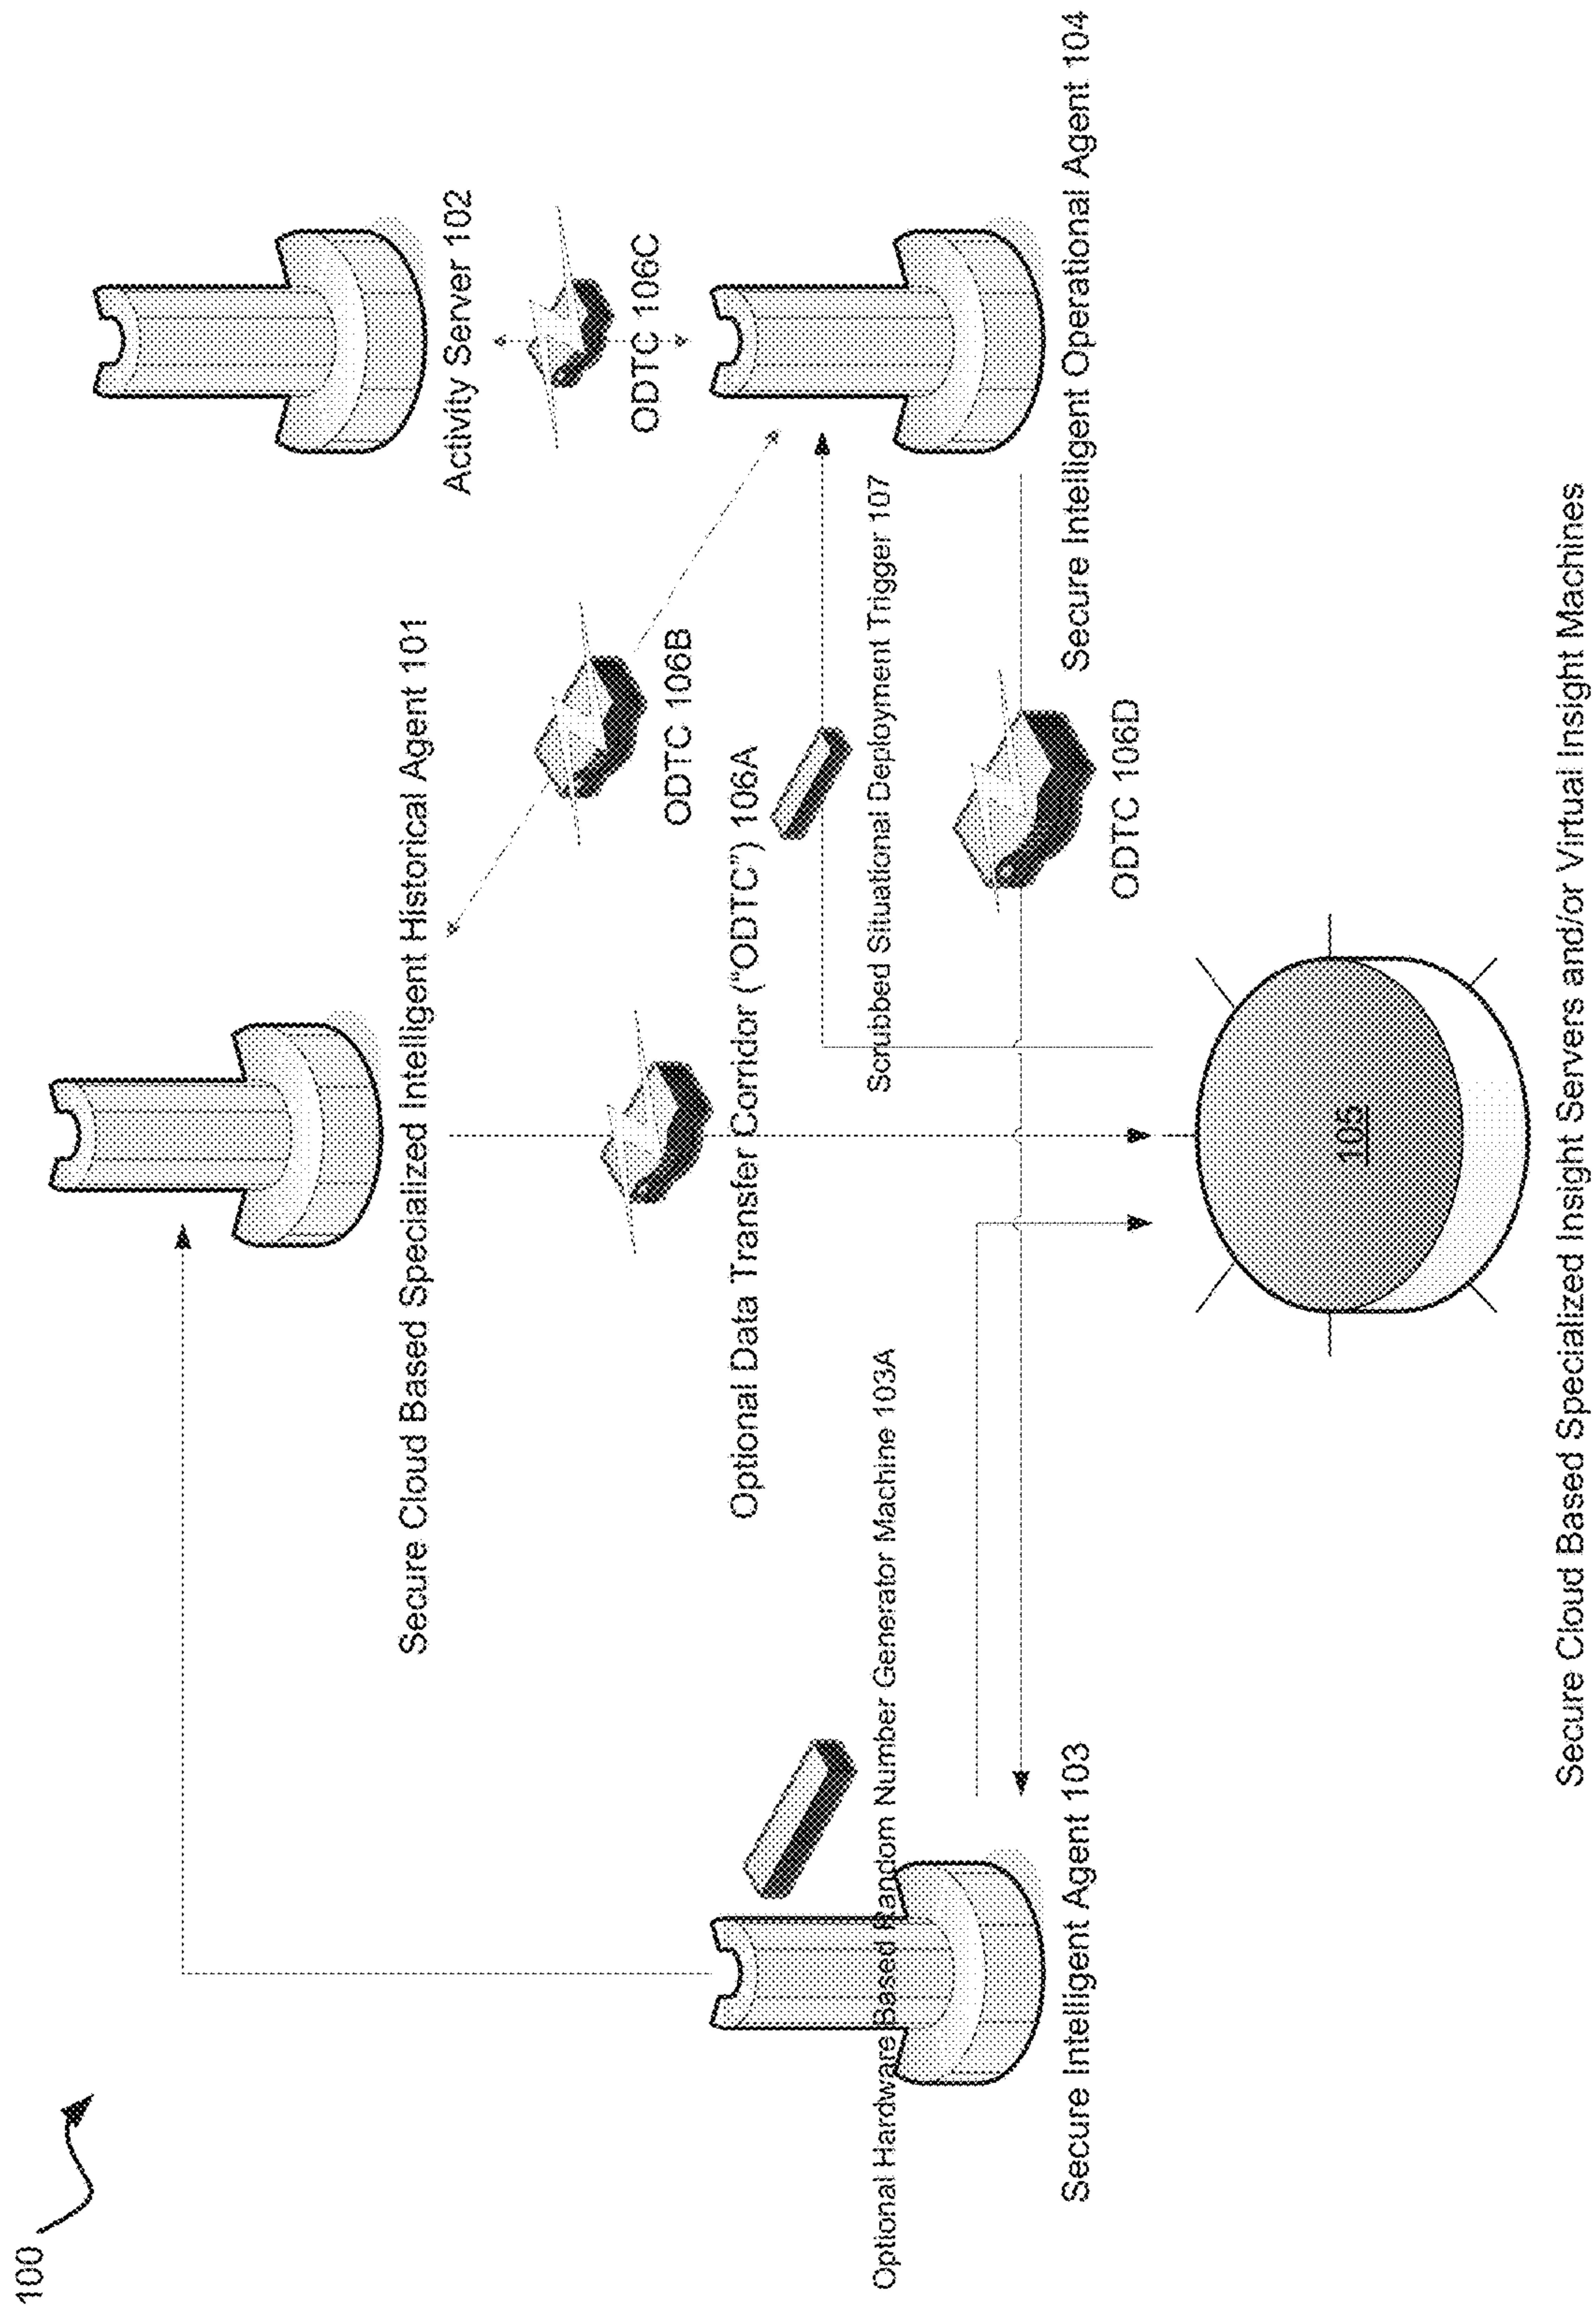 100
Secure Cloud Based Specialized Intelligent Historical Agent 101
Activity Server 102
ODTC 106C
ODTC 106B
Optional Data Transfer Corridor ("ODTC") 106A
Optional Hardware Based Random Number Generator Machine 103A
Scrubbed Situational Deployment Trigger 107
Secure Intelligent Agent 103
Secure Intelligent Operational Agent 104
ODTC 106D
105
Secure Cloud Based Specialized Insight Servers and/or Virtual Insight Machines